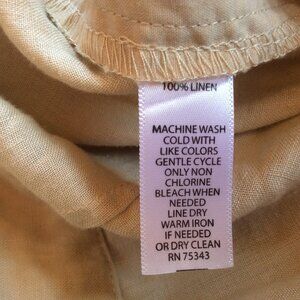 100% LINEN
MACHINE WASH
COLD WITH
LIKE COLORS
GENTLE CYCLE
ONLY NON
CHLORINE
BLEACH WHEN
NEEDED
LINE DRY
WARM IRON
IF NEEDED
OR DRY CLEAN
RN 75343